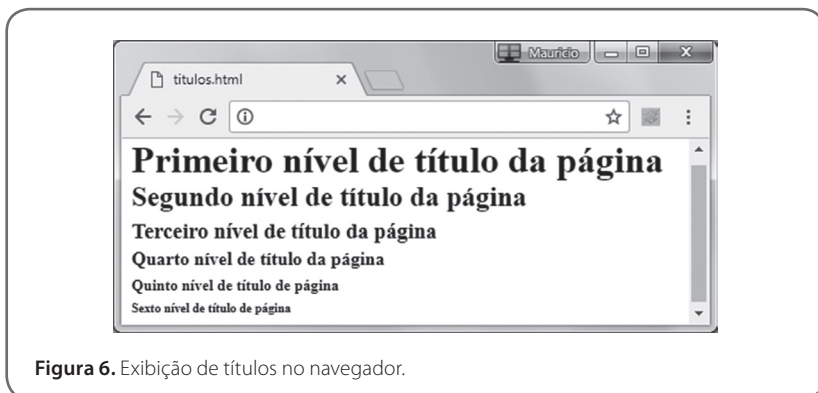 Mauricio
titulos.html
Primeiro nível de título da página
Segundo nível de título da página
Terceiro nível de título da página
Quarto nível de título da página
Quinto nível de título de página
Sexto nível de título de página
Figura 6. Exibição de títulos no navegador.